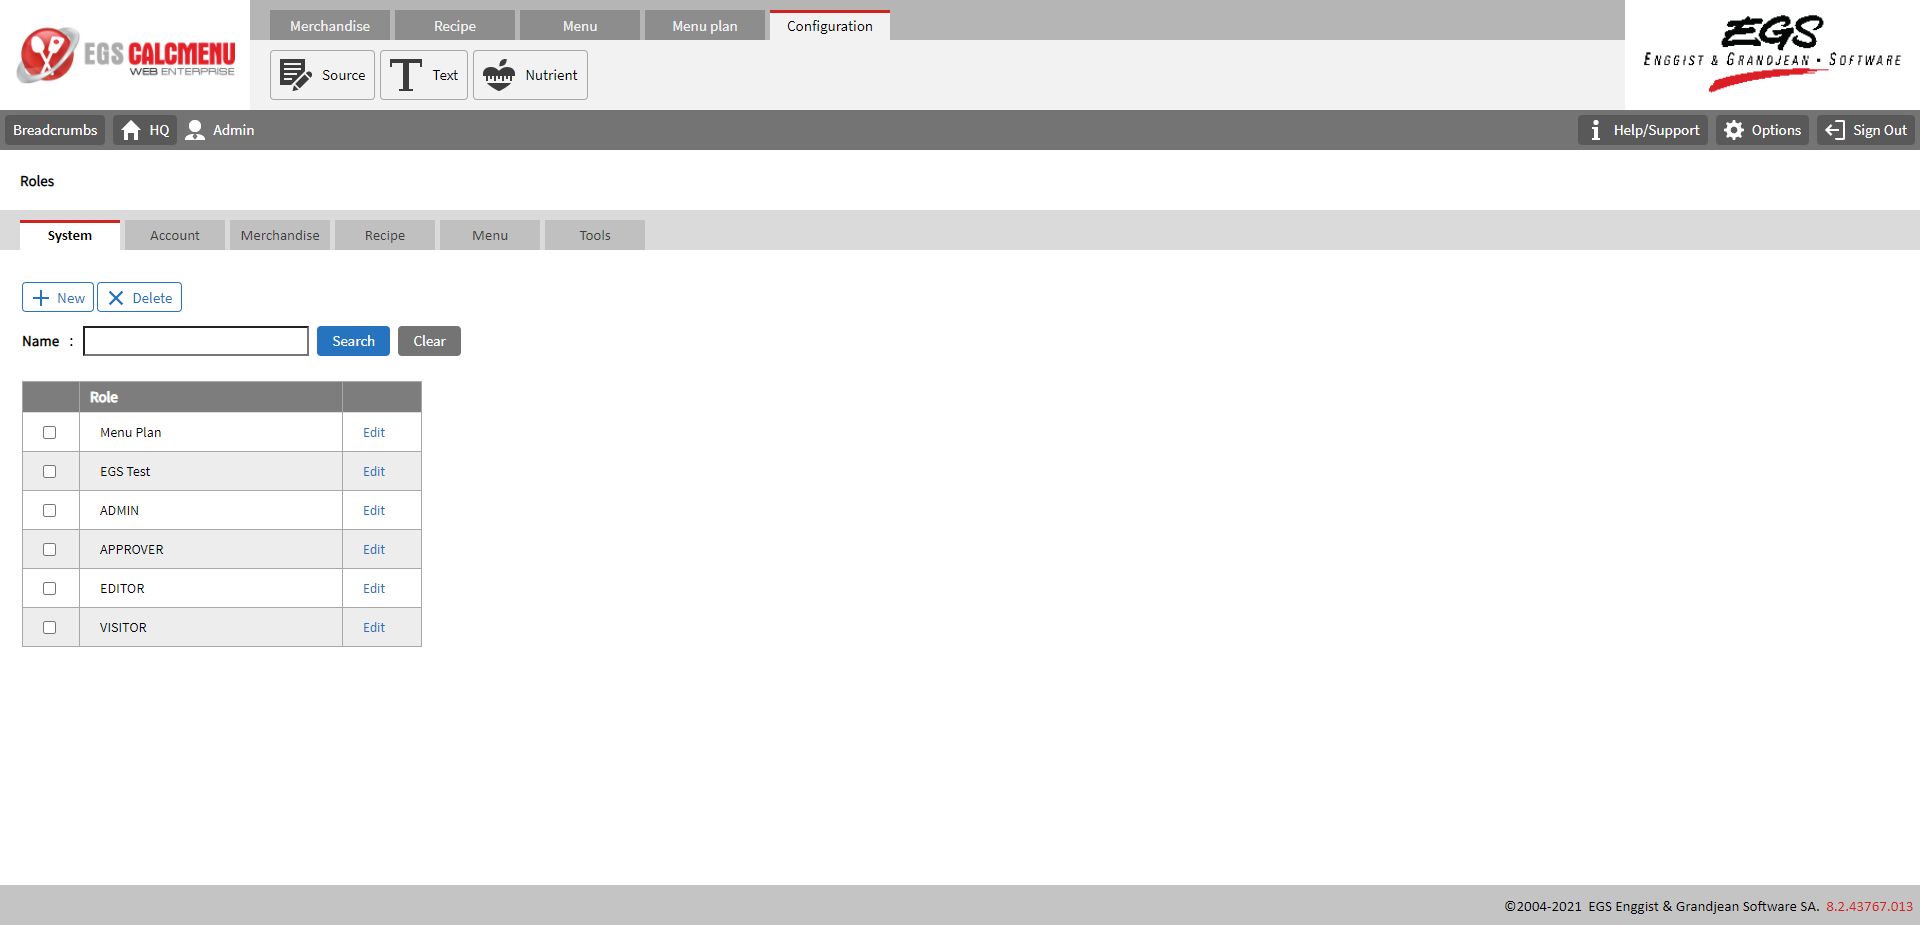 EGS CALCMENU
WEB ENTERPRISE
Merchandise Recipe Menu Menu plan Configuration
Source Text Nutrient
EGS
ENGGIST & GRANDJEAN • SOFTWARE
Breadcrumbs HQ Admin Help/Support Options Sign Out
Roles
System Account Merchandise Recipe Menu Tools
New Delete
Name : Search Clear
Role
Menu Plan Edit
EGS Test Edit
ADMIN Edit
APPROVER Edit
EDITOR Edit
VISITOR Edit
©2004-2021 EGS Enggist & Grandjean Software SA. 8.2.43767.013